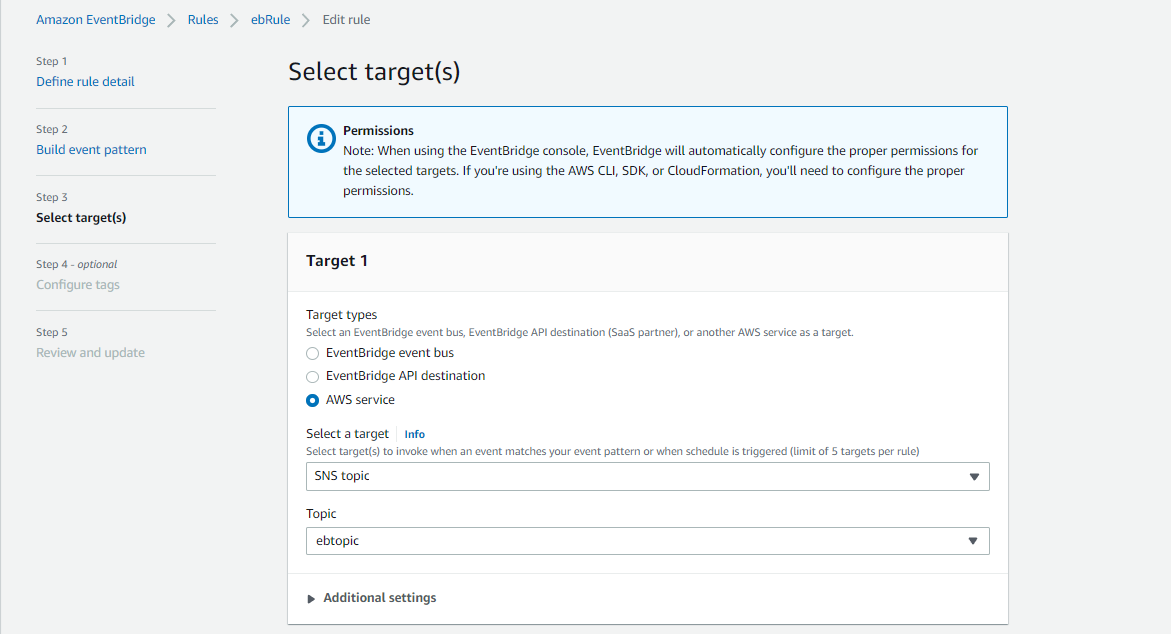 Amazon EventBridge > Rules > ebRule > Edit rule
Step 1
Define rule detail
Step 2
Build event pattern
Step 3
Select target(s)
Step 4 - optional
Configure tags
Step 5
Review and update
Select target(s)
Permissions
Note: When using the EventBridge console, EventBridge will automatically configure the proper permissions for
the selected targets. If you're using the AWS CLI, SDK, or CloudFormation, you'll need to configure the proper
permissions.
Target 1
Target types
Select an EventBridge event bus, EventBridge API destination (SaaS partner), or another AWS service as a target.
EventBridge event bus
EventBridge API destination
AWS service
Select a target Info
Select target(s) to invoke when an event matches your event pattern or when schedule is triggered (limit of 5 targets per rule)
SNS topic
Topic
ebtopic
Additional settings